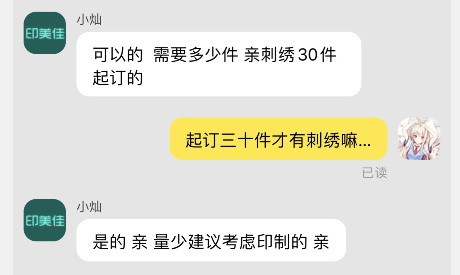 小灿
印美佳
可以的 需要多少件 亲刺绣30件
起订的
起订三十件才有刺绣嘛...
已读
小灿
印美佳
是的 亲 量少建议考虑印制的 亲